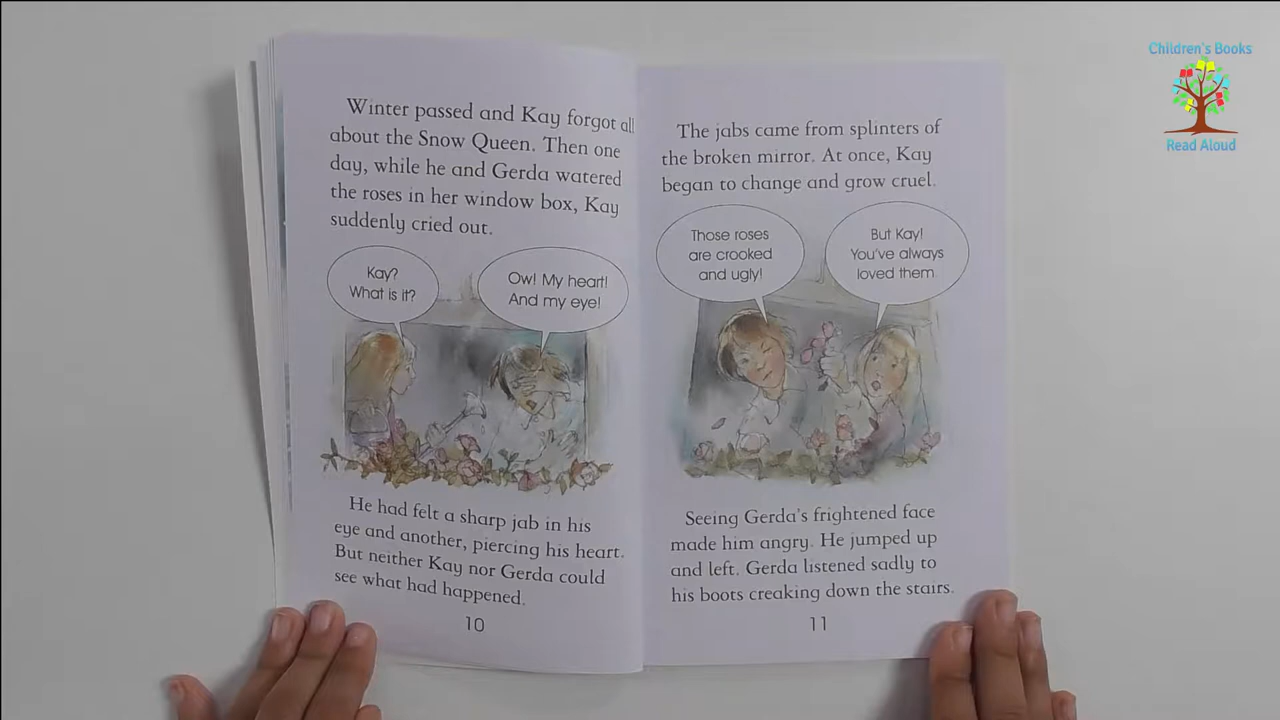 Winter passed and Kay forgot all
about the Snow Queen. Then one
day, while he and Gerda watered
the roses in her window box, Kay
suddenly cried out.
Kay?
What is it?
Ow! My heart!
And my eye!
He had felt a sharp jab in his
eye and another, piercing his heart.
But neither Kay nor Gerda could
see what had happened.
10
The jabs came from splinters of
the broken mirror. At once, Kay
began to change and grow cruel.
Those roses
are crooked
and ugly!
But Kay!
You've always
loved them.
Seeing Gerda's frightened face
made him angry. He jumped up
and left. Gerda listened sadly to
his boots creaking down the stairs.
11
Children's Books
Read Aloud